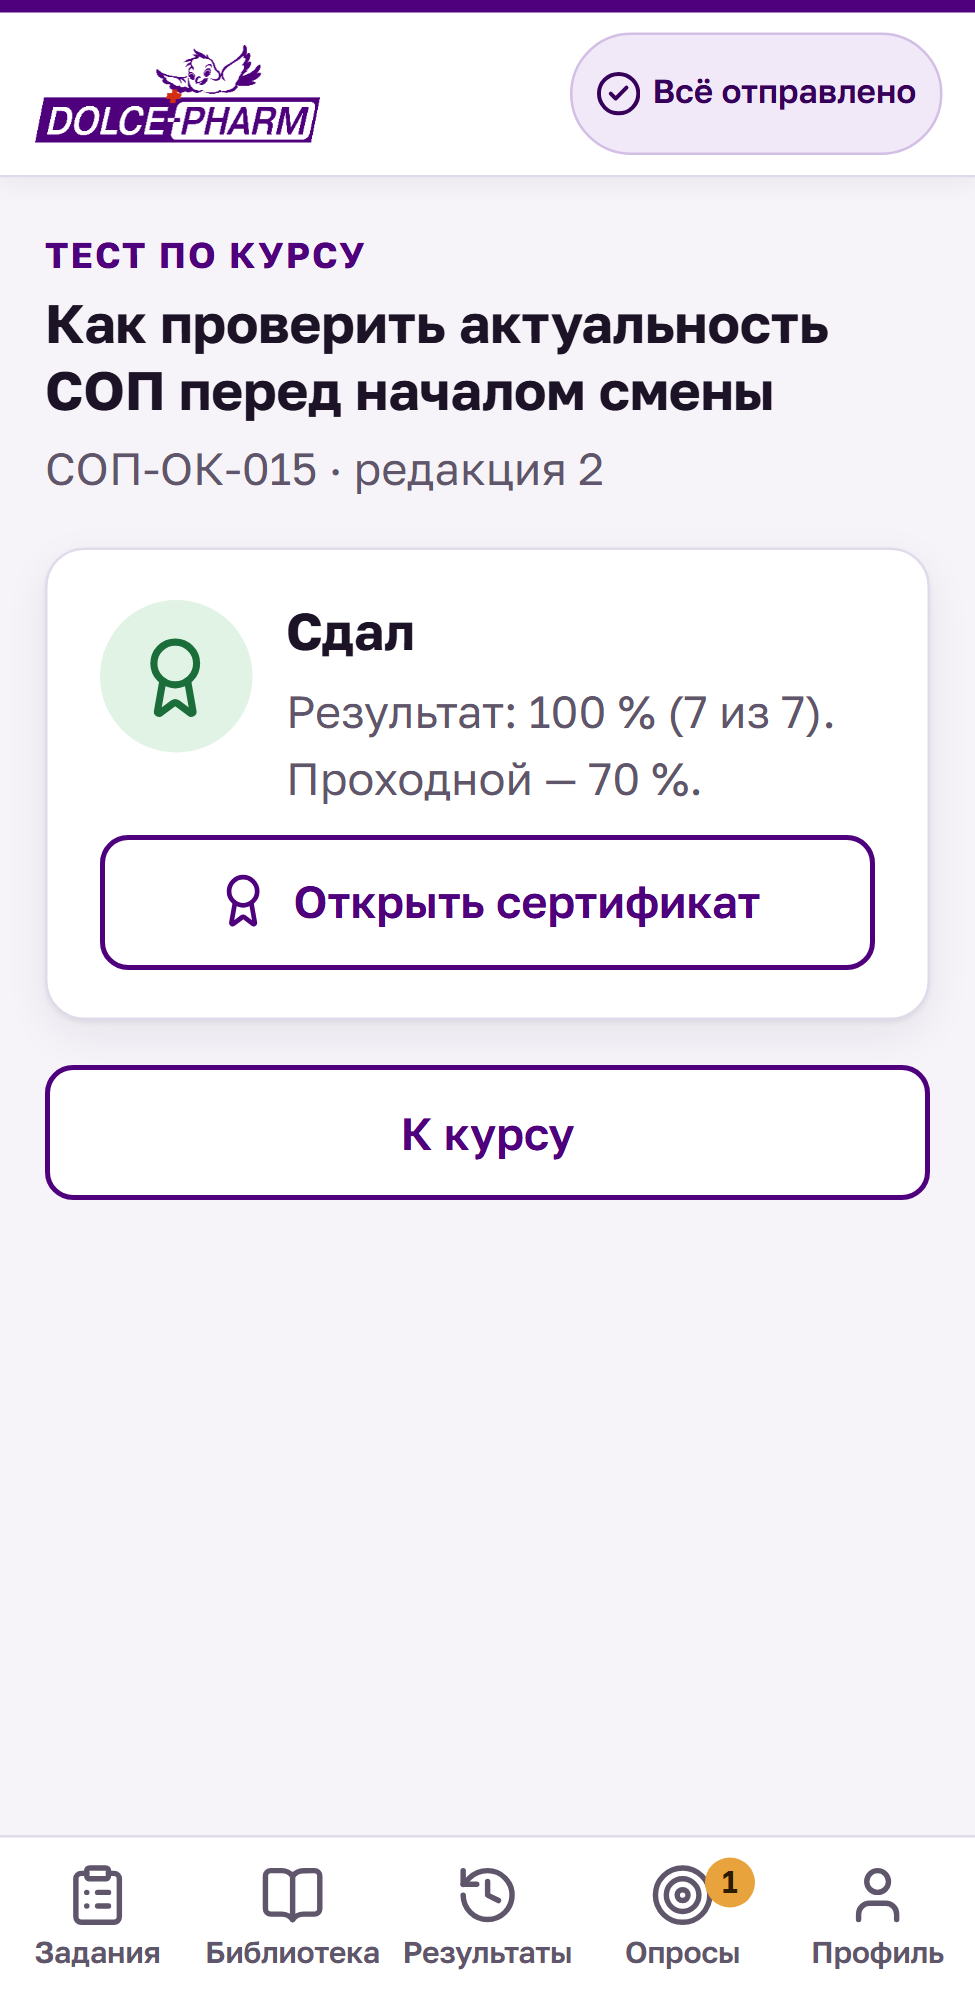 DOLCE-PHARM
Всё отправлено
ТЕСТ ПО КУРСУ
Как проверить актуальность
СОП перед началом смены
СОП-ОК-015 · редакция 2
Сдал
Результат: 100 % (7 из 7).
Проходной — 70 %.
Открыть сертификат
К курсу
1
Задания
Библиотека
Результаты
Опросы
Профиль